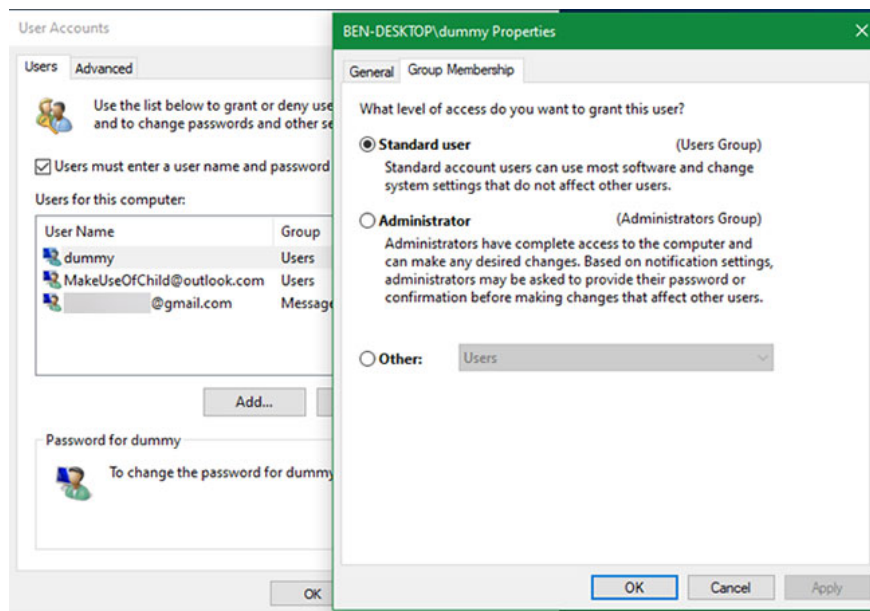 User Accounts
Users
Advanced
Use the list below to grant or deny use
and to change passwords and other se
Users must enter a user name and password
Users for this computer:
User Name Group
dummy Users
MakeUseOfChild@outlook.com Users
@gmail.com Message
Add...
Password for dummy
To change the password for dummy
OK
BEN-DESKTOP\dummy Properties
General
Group Membership
What level of access do you want to grant this user?
Standard user (Users Group)
Standard account users can use most software and change
system settings that do not affect other users.
Administrator (Administrators Group)
Administrators have complete access to the computer and
can make any desired changes. Based on notification settings,
administrators may be asked to provide their password or
confirmation before making changes that affect other users.
Other: Users
OK Cancel Apply